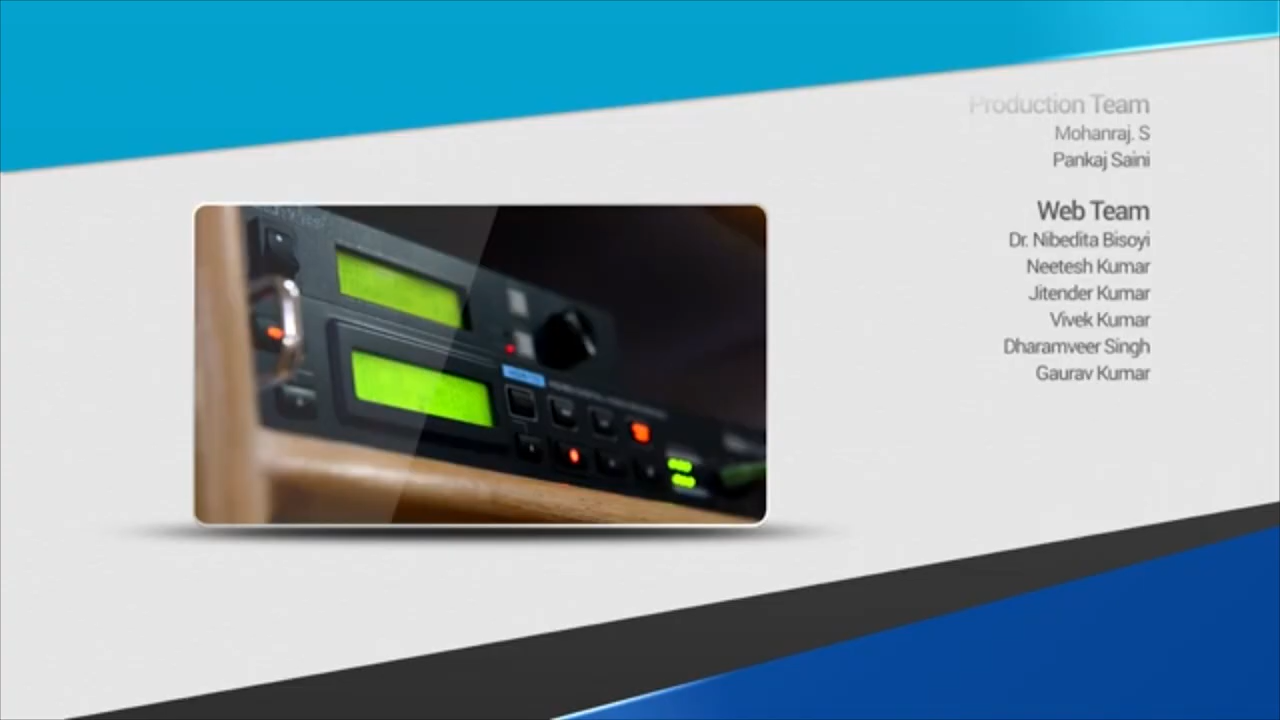 Production Team
Mohanraj. S
Pankaj Saini
Web Team
Dr. Nibedita Bisoyi
Neetesh Kumar
Jitender Kumar
Vivek Kumar
Dharamveer Singh
Gaurav Kumar